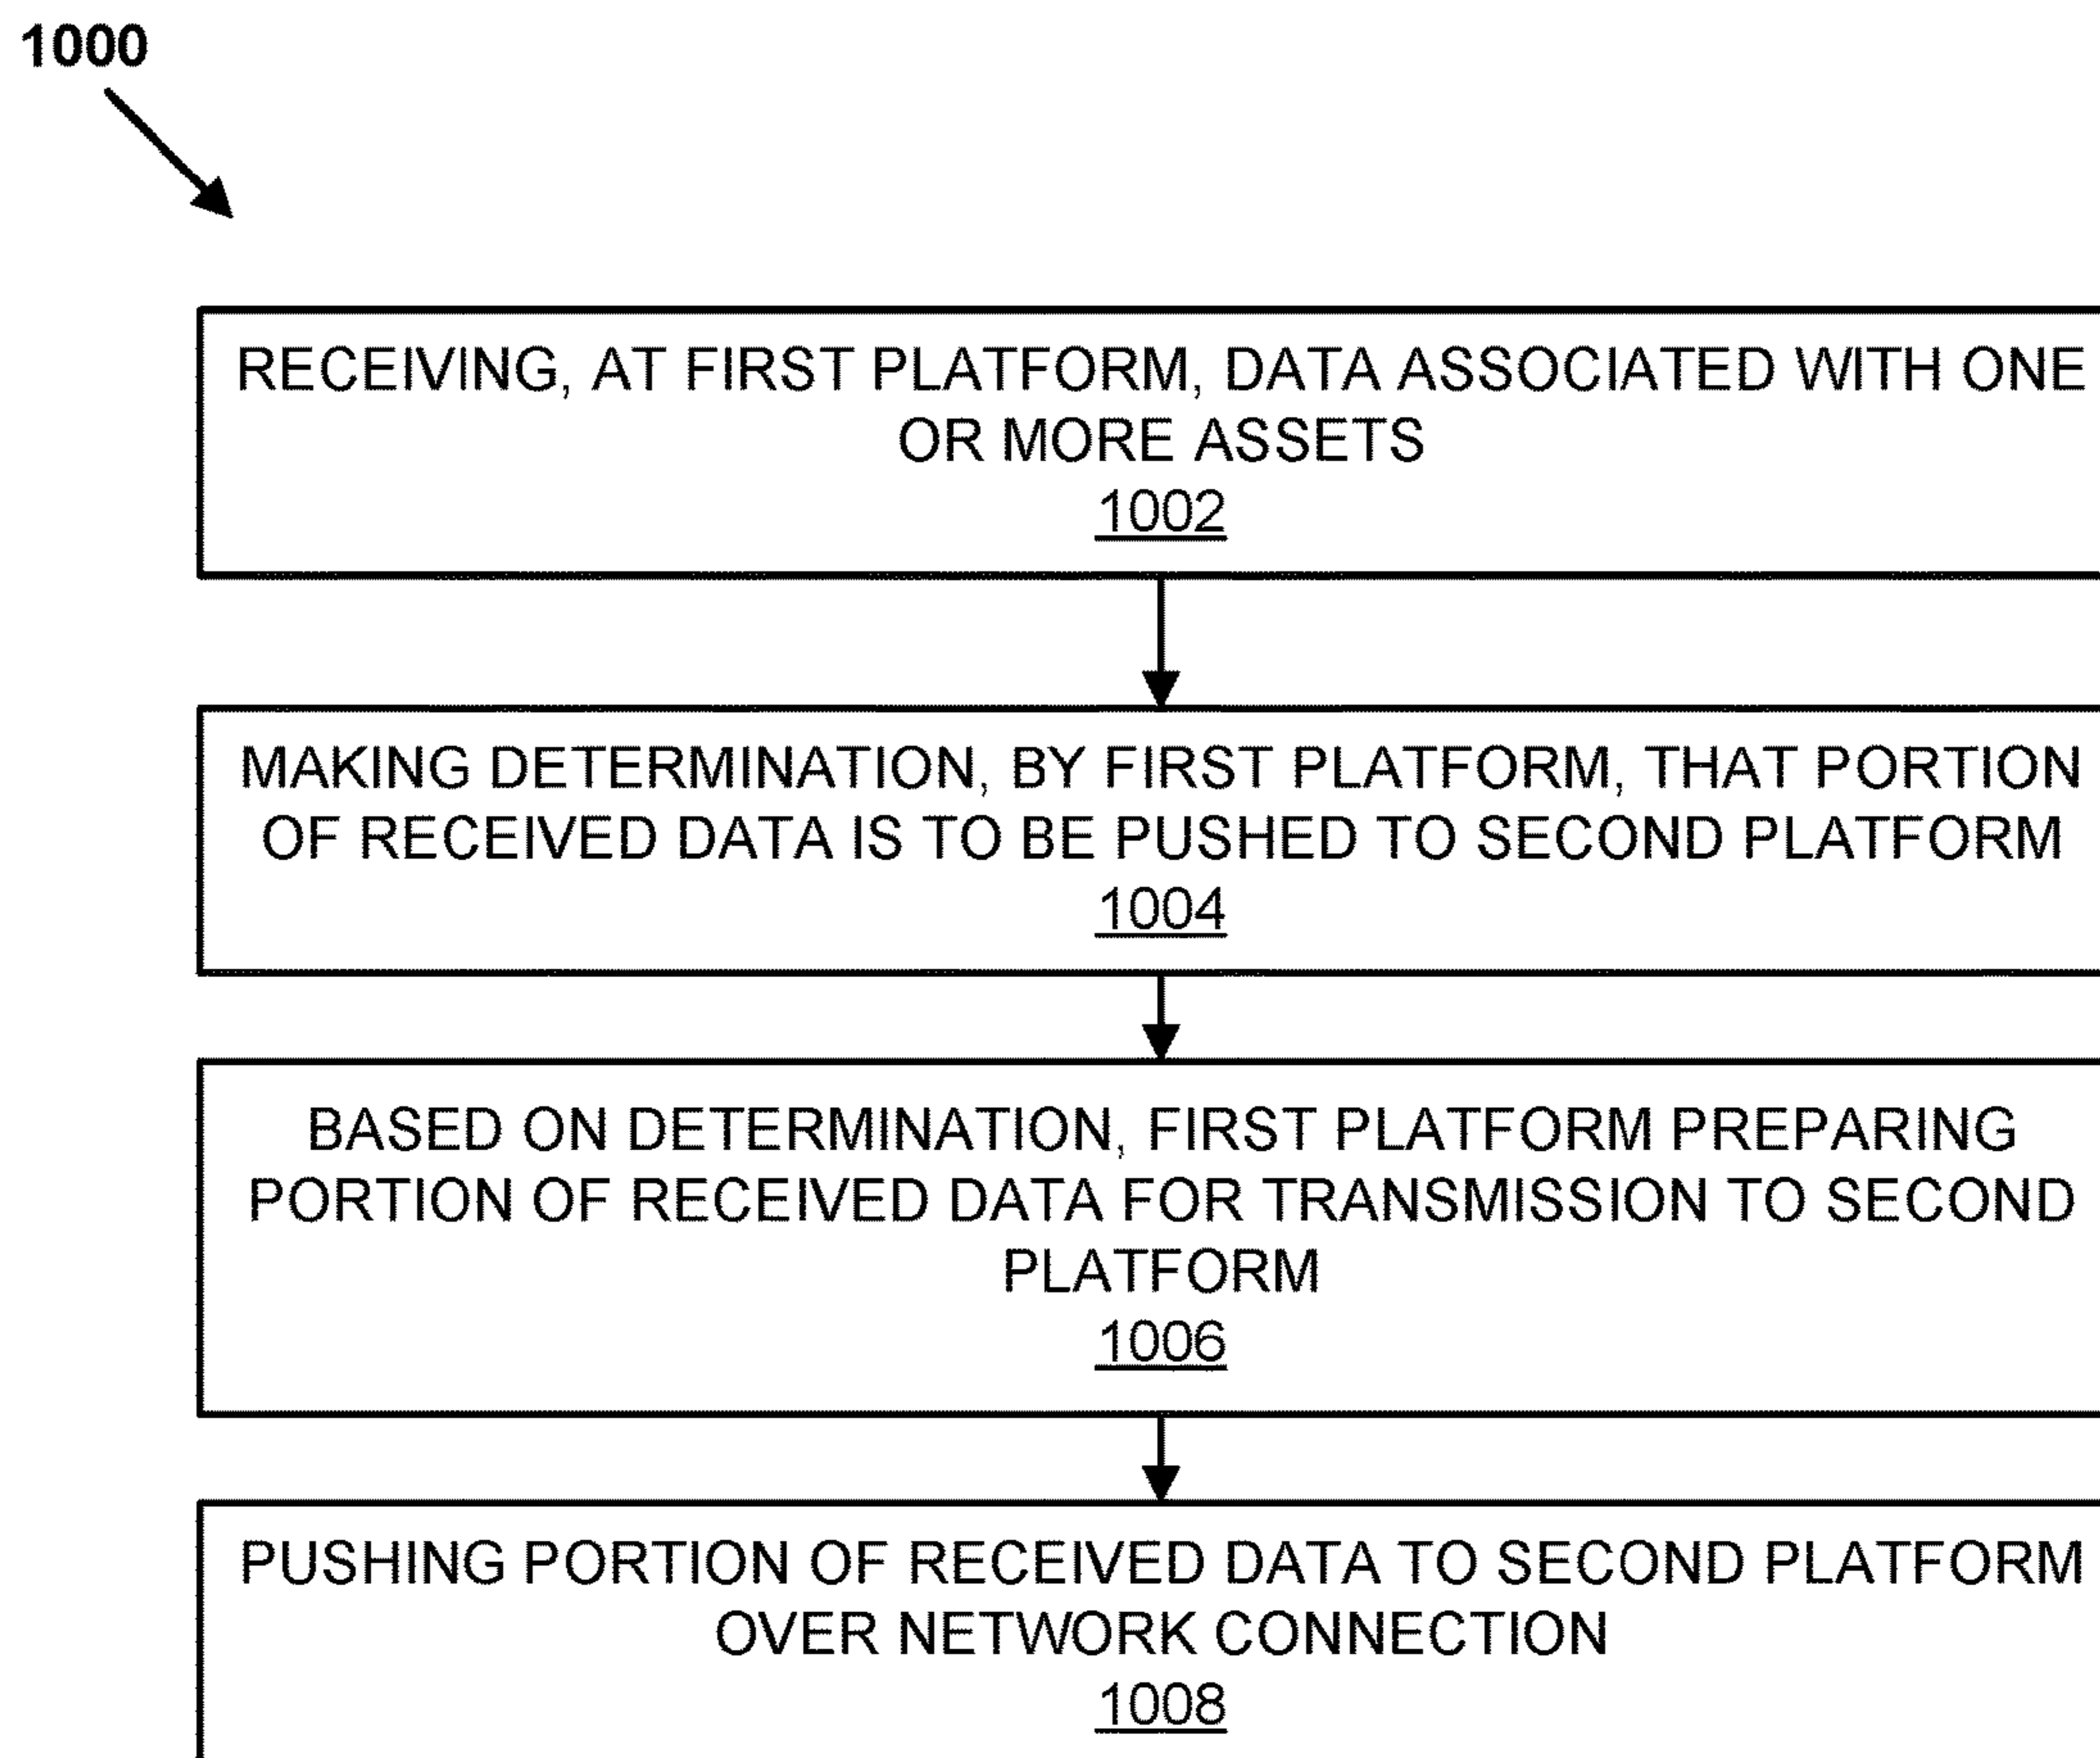 1000
RECEIVING, AT FIRST PLATFORM, DATA ASSOCIATED WITH ONE
OR MORE ASSETS
1002
MAKING DETERMINATION, BY FIRST PLATFORM, THAT PORTION
OF RECEIVED DATA IS TO BE PUSHED TO SECOND PLATFORM
1004
BASED ON DETERMINATION, FIRST PLATFORM PREPARING
PORTION OF RECEIVED DATA FOR TRANSMISSION TO SECOND
PLATFORM
1006
PUSHING PORTION OF RECEIVED DATA TO SECOND PLATFORM
OVER NETWORK CONNECTION
1008